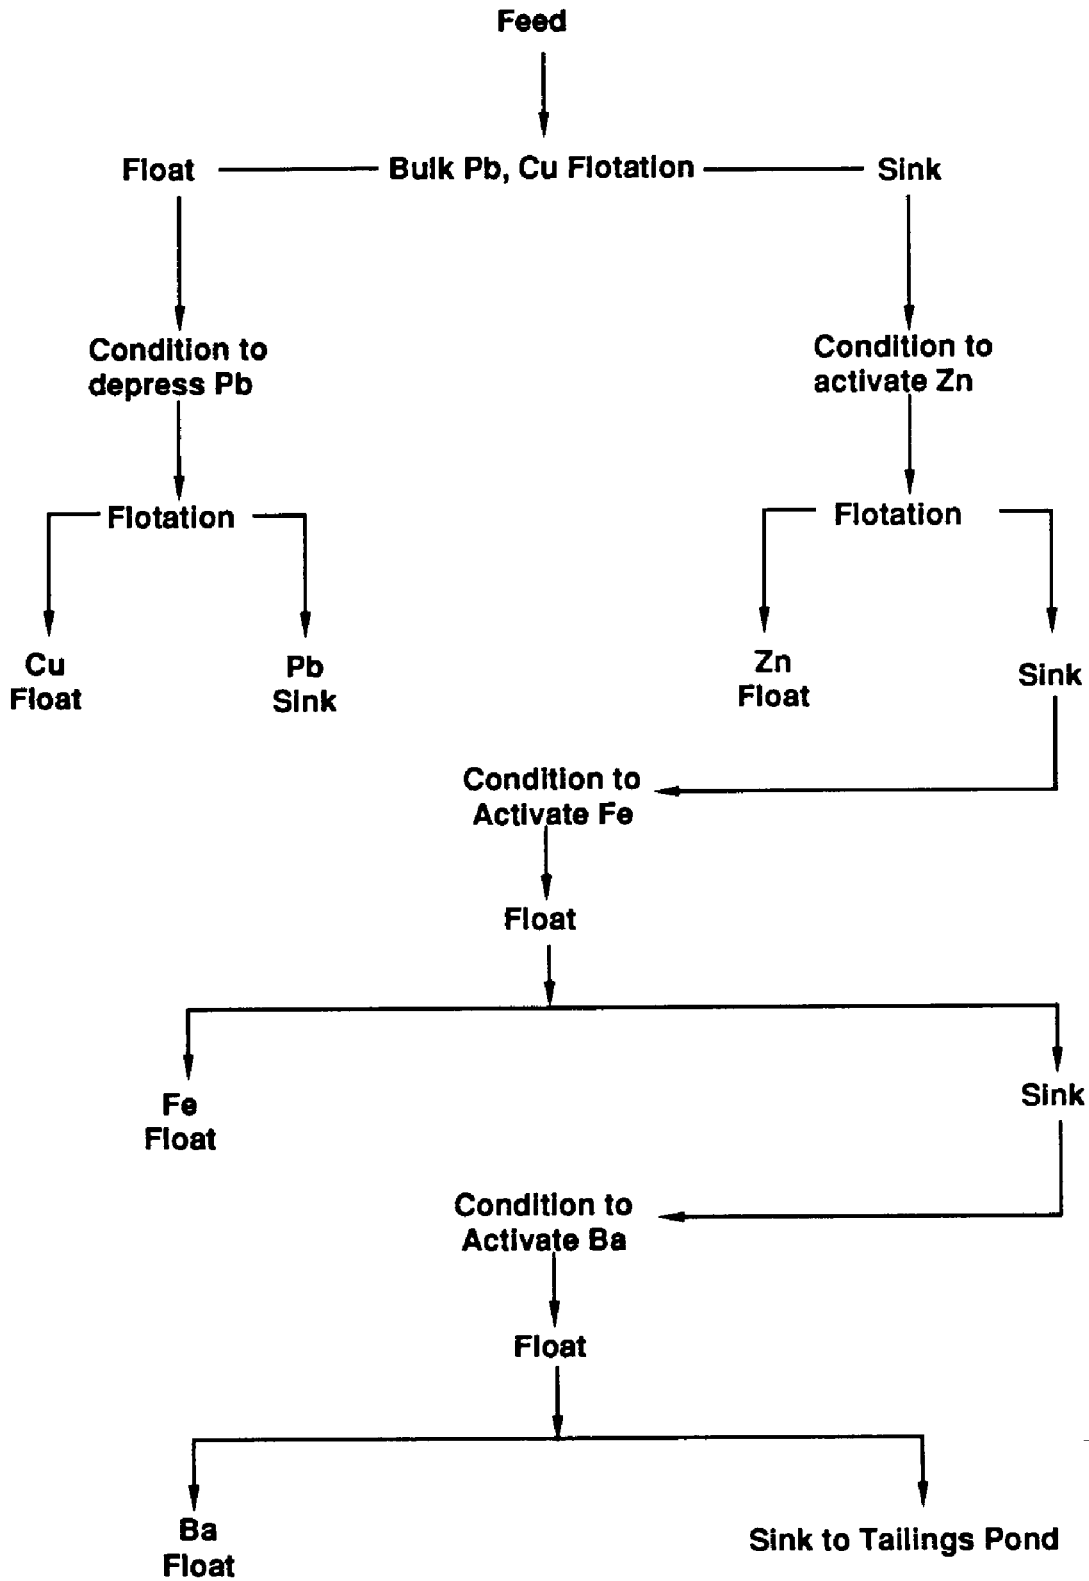 Feed
Float
Bulk Pb, Cu Flotation
Sink
Condition to
depress Pb
Condition to
activate Zn
Flotation
Flotation
Cu
Float
Pb
Sink
Zn
Float
Sink
Condition to
Activate Fe
Float
Fe
Float
Sink
Condition to
Activate Ba
Float
Ba
Float
Sink to Tailings Pond